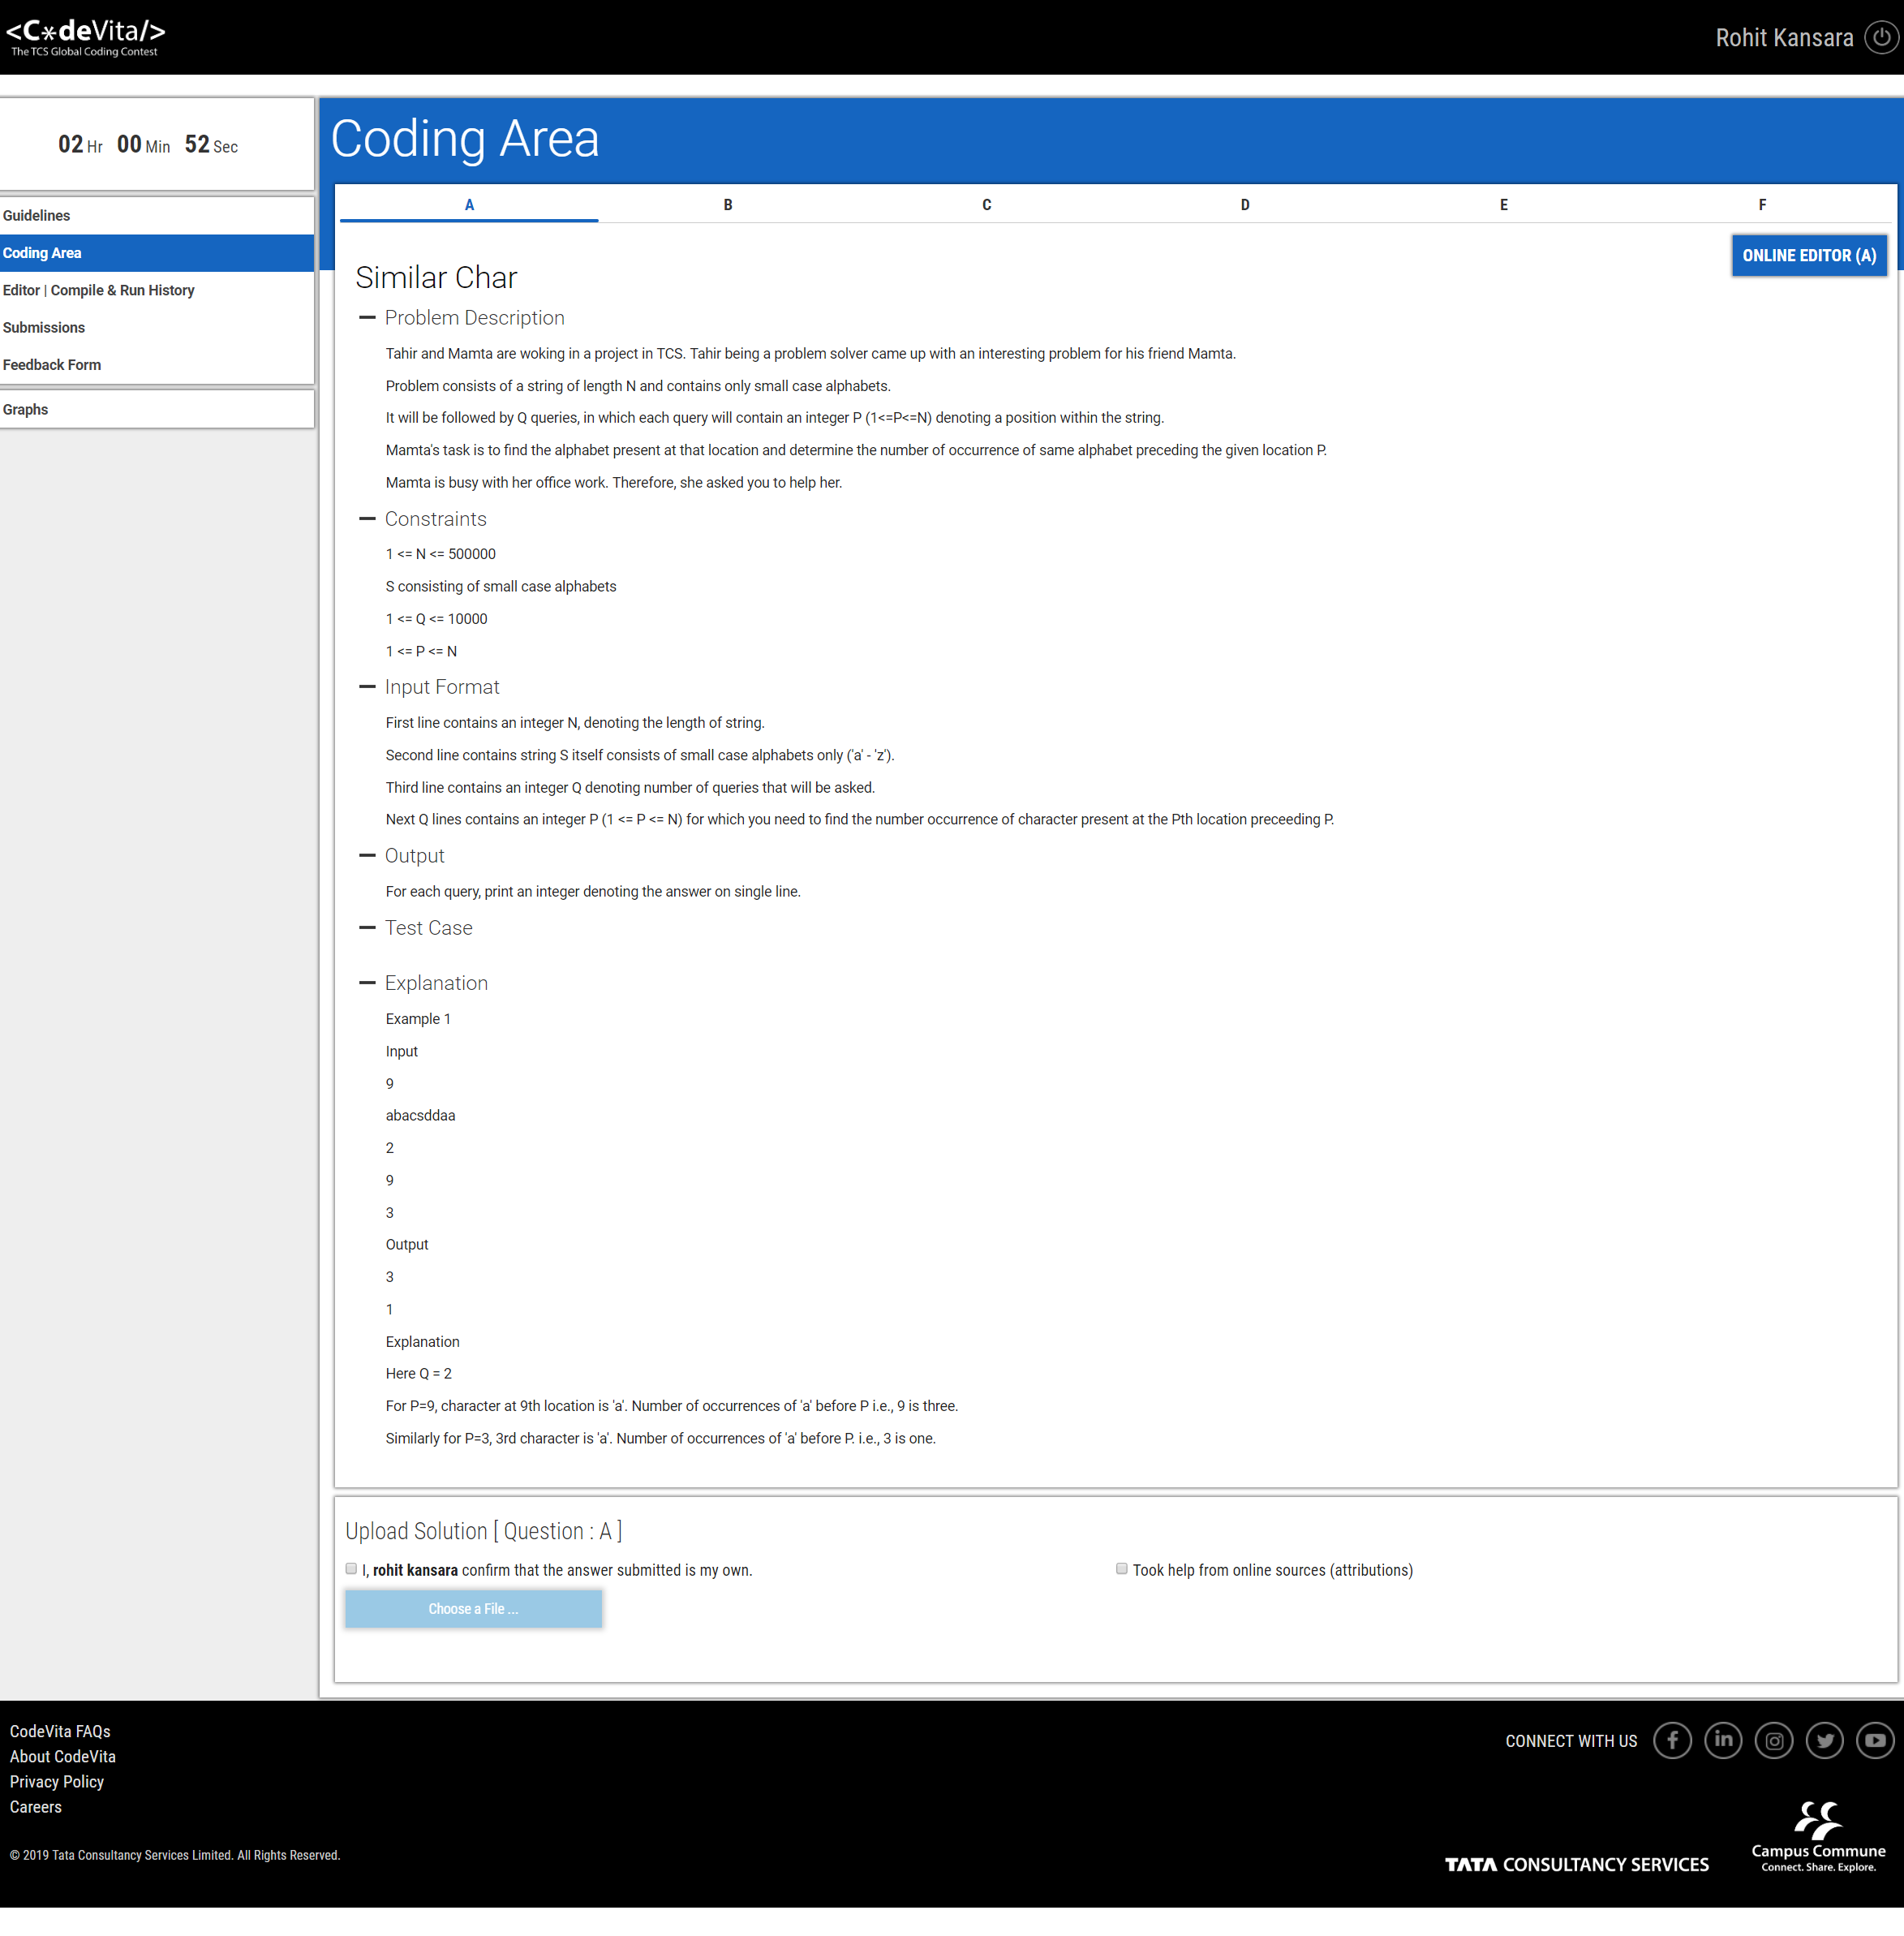 <C*deVita/>
The TCS Global Coding Contest
Rohit Kansara
02 Hr 00 Min 52 Sec
Guidelines
Coding Area
Editor | Compile & Run History
Submissions
Feedback Form
Graphs
Coding Area
A B C D E F
ONLINE EDITOR (A)
Similar Char
Problem Description
Tahir and Mamta are woking in a project in TCS. Tahir being a problem solver came up with an interesting problem for his friend Mamta.
Problem consists of a string of length N and contains only small case alphabets.
It will be followed by Q queries, in which each query will contain an integer P (1<=P<=N) denoting a position within the string.
Mamta's task is to find the alphabet present at that location and determine the number of occurrence of same alphabet preceding the given location P.
Mamta is busy with her office work. Therefore, she asked you to help her.
Constraints
1 <= N <= 500000
S consisting of small case alphabets
1 <= Q <= 10000
1 <= P <= N
Input Format
First line contains an integer N, denoting the length of string.
Second line contains string S itself consists of small case alphabets only ('a' - 'z').
Third line contains an integer Q denoting number of queries that will be asked.
Next Q lines contains an integer P (1 <= P <= N) for which you need to find the number occurrence of character present at the Pth location preceeding P.
Output
For each query, print an integer denoting the answer on single line.
Test Case
Explanation
Example 1
Input
9
abacsddaa
2
9
3
Output
3
1
Explanation
Here Q = 2
For P=9, character at 9th location is 'a'. Number of occurrences of 'a' before P i.e., 9 is three.
Similarly for P=3, 3rd character is 'a'. Number of occurrences of 'a' before P. i.e., 3 is one.
Upload Solution [ Question : A ]
I, rohit kansara confirm that the answer submitted is my own.
Took help from online sources (attributions)
Choose a File ...
CodeVita FAQs
About CodeVita
Privacy Policy
Careers
© 2019 Tata Consultancy Services Limited. All Rights Reserved.
CONNECT WITH US
TATA CONSULTANCY SERVICES
Campus Commune
Connect. Share. Explore.